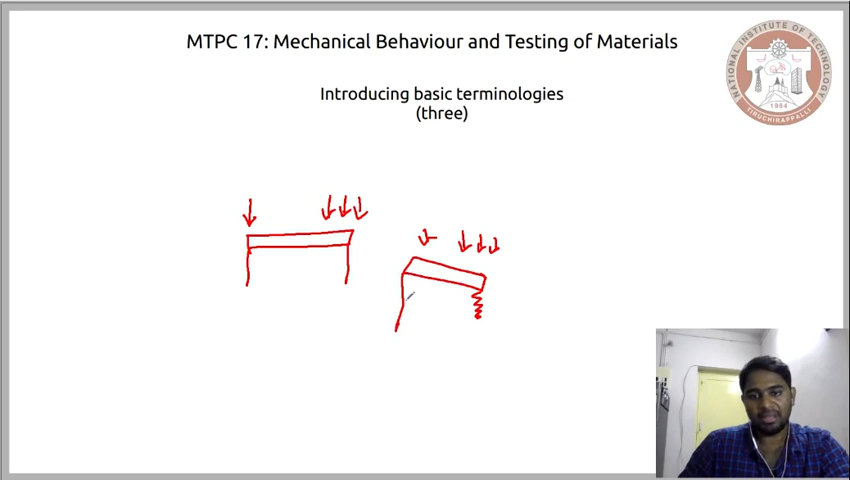 MTPC 17: Mechanical Behaviour and Testing of Materials
Introducing basic terminologies
(three)
NATIONAL INSTITUTE OF TECHNOLOGY
1964
TIRUCHIRAPPALLI